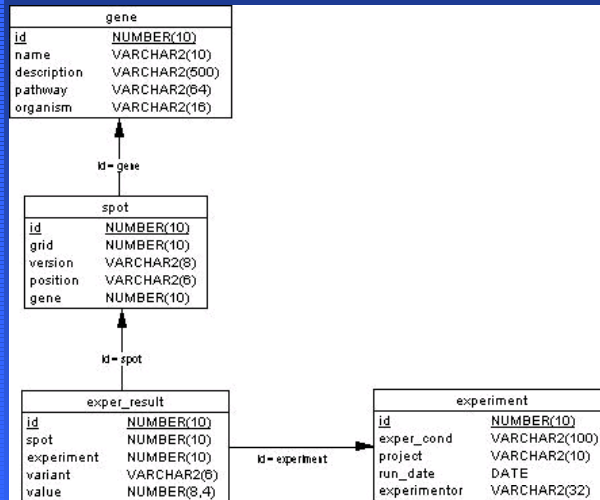 gene
id NUMBER(10)
name VARCHAR2(10)
description VARCHAR2(500)
pathway VARCHAR2(64)
organism VARCHAR2(16)
id = gene
spot
id NUMBER(10)
grid NUMBER(10)
version VARCHAR2(8)
position VARCHAR2(6)
gene NUMBER(10)
id = spot
exper_result
id NUMBER(10)
spot NUMBER(10)
experiment NUMBER(10)
variant VARCHAR2(6)
value NUMBER(8,4)
id = experiment
experiment
id NUMBER(10)
exper_cond VARCHAR2(100)
project VARCHAR2(10)
run_date DATE
experimentor VARCHAR2(32)